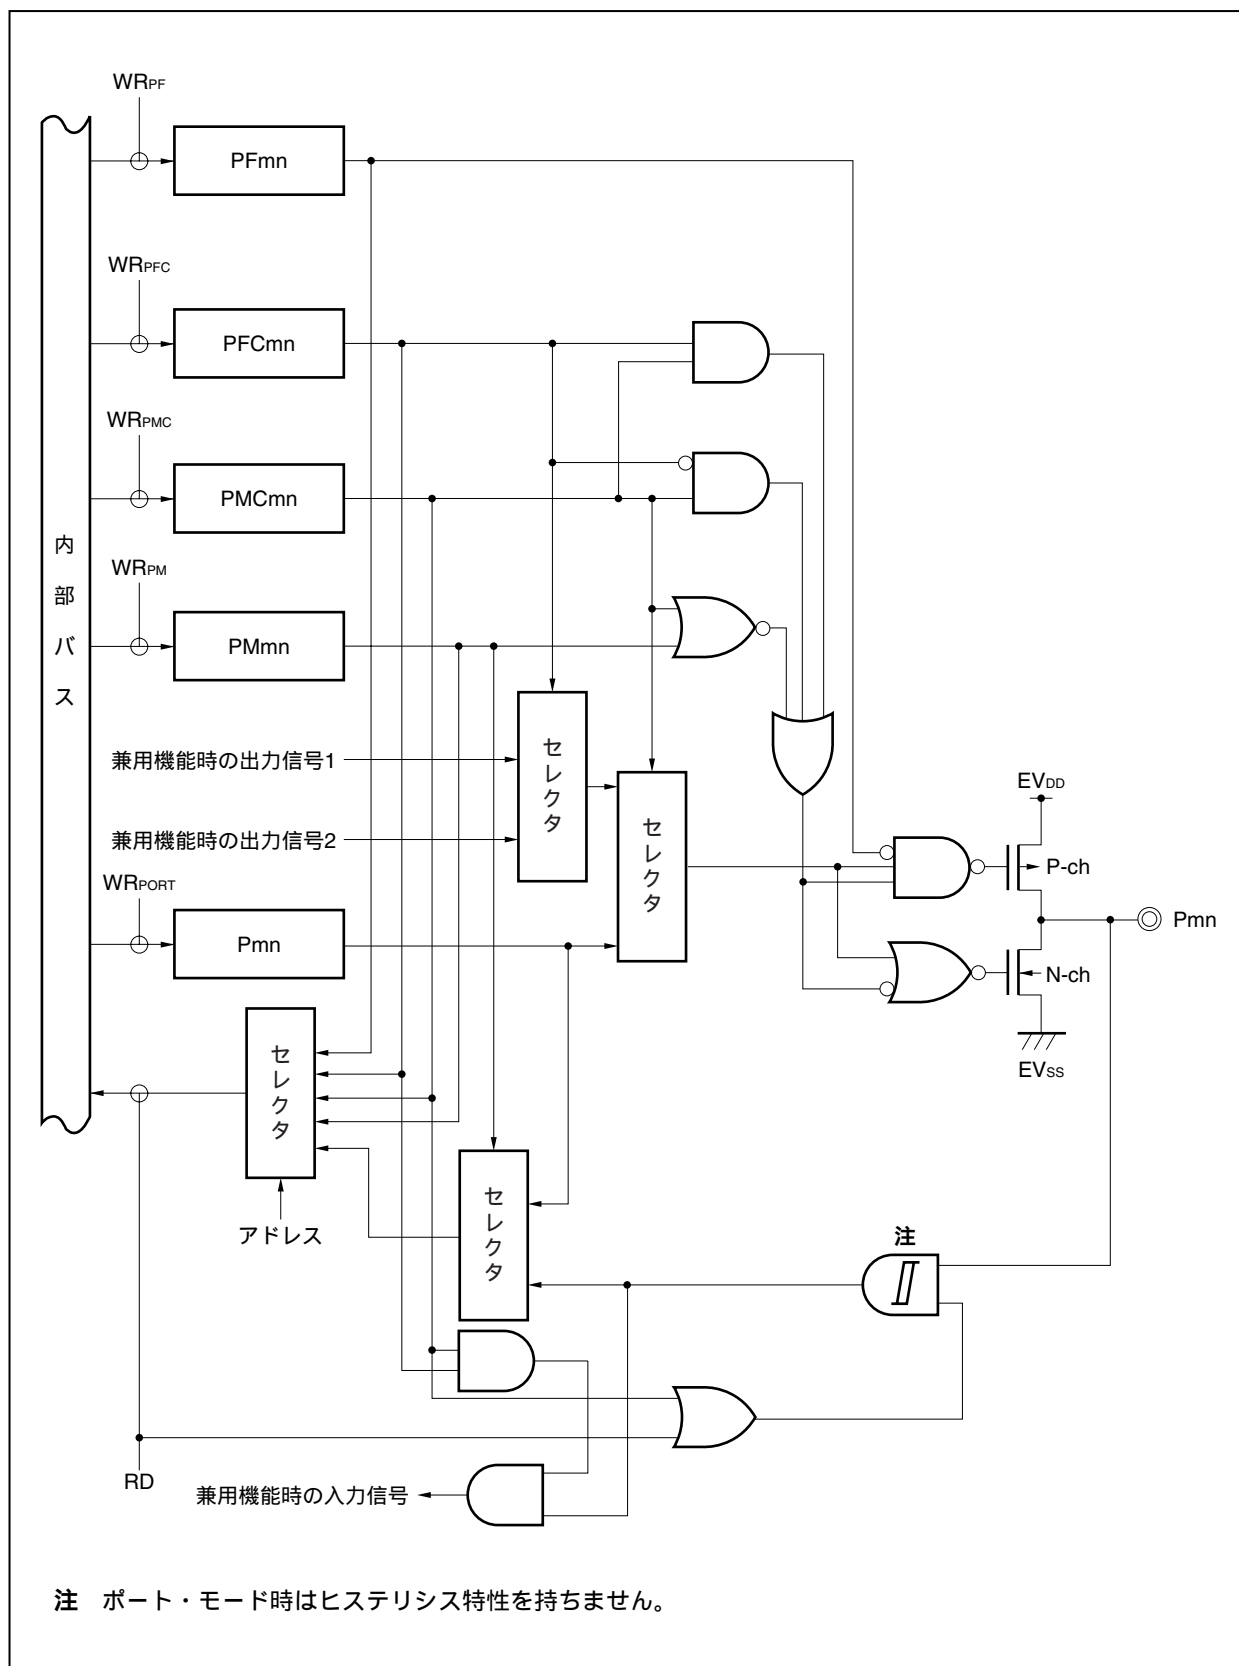 WRPF
PFmn
WRPFC
PFCmn
WRPMC
PMCmn
内部バス
WRPM
PMmn
兼用機能時の出力信号1
セレクタ
兼用機能時の出力信号2
セレクタ
EVDD
P-ch
WRPORT
Pmn
Pmn
N-ch
EVSS
セレクタ
アドレス
セレクタ
注
RD
兼用機能時の入力信号
注 ポート・モード時はヒステリシス特性を持ちません。